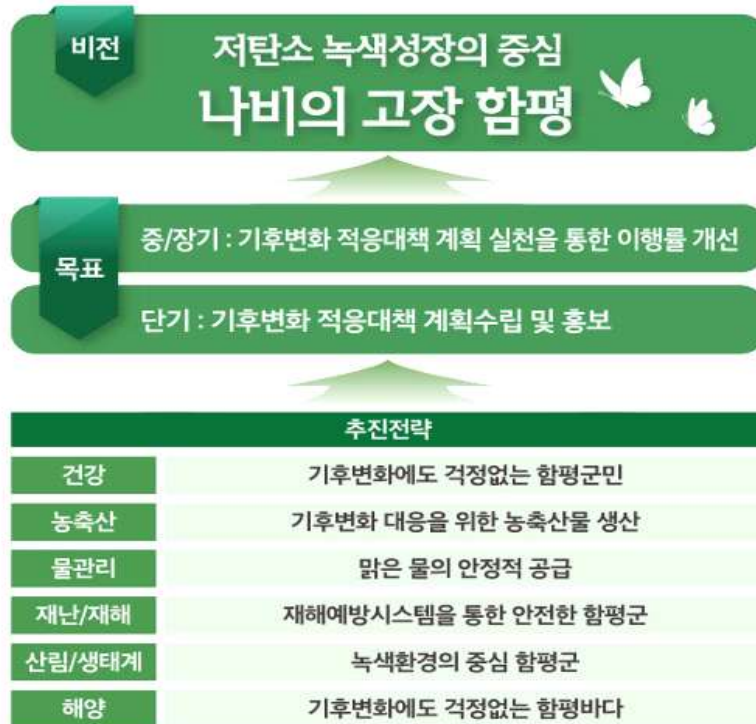 비전
저탄소 녹색성장의 중심
나비의 고장 함평
목표
중/장기 : 기후변화 적응대책 계획 실천을 통한 이행률 개선
단기 : 기후변화 적응대책 계획수립 및 홍보
추진전략
건강 기후변화에도 걱정없는 함평군민
농축산 기후변화 대응을 위한 농축산물 생산
물관리 맑은 물의 안정적 공급
재난/재해 재해예방시스템을 통한 안전한 함평군
산림/생태계 녹색환경의 중심 함평군
해양 기후변화에도 걱정없는 함평바다